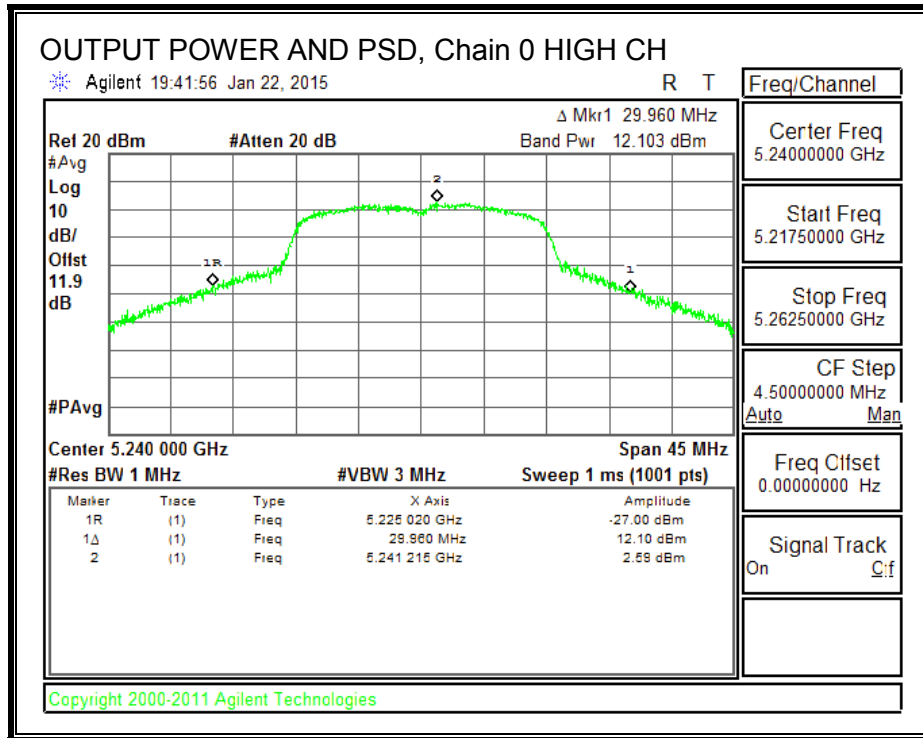 OUTPUT POWER AND PSD, Chain 0 HIGH CH
Agilent 19:41:56 Jan 22, 2015 R T
Δ Mkr1 29.960 MHz
Ref 20 dBm #Atten 20 dB Band Pwr 12.103 dBm
#Avg
Log
10
dB/
Offst
11.9
dB
2
1R
1
#PAvg
Center 5.240 000 GHz Span 45 MHz
#Res BW 1 MHz #VBW 3 MHz Sweep 1 ms (1001 pts)
Marker Trace Type X Axis Amplitude
1R (1) Freq 5.225 020 GHz -27.00 dBm
1Δ (1) Freq 29.960 MHz 12.10 dBm
2 (1) Freq 5.241 215 GHz 2.59 dBm
Freq/Channel
Center Freq
5.24000000 GHz
Start Freq
5.21750000 GHz
Stop Freq
5.26250000 GHz
CF Step
4.50000000 MHz
Auto Man
Freq Offset
0.00000000 Hz
Signal Track
On Off
Copyright 2000-2011 Agilent Technologies